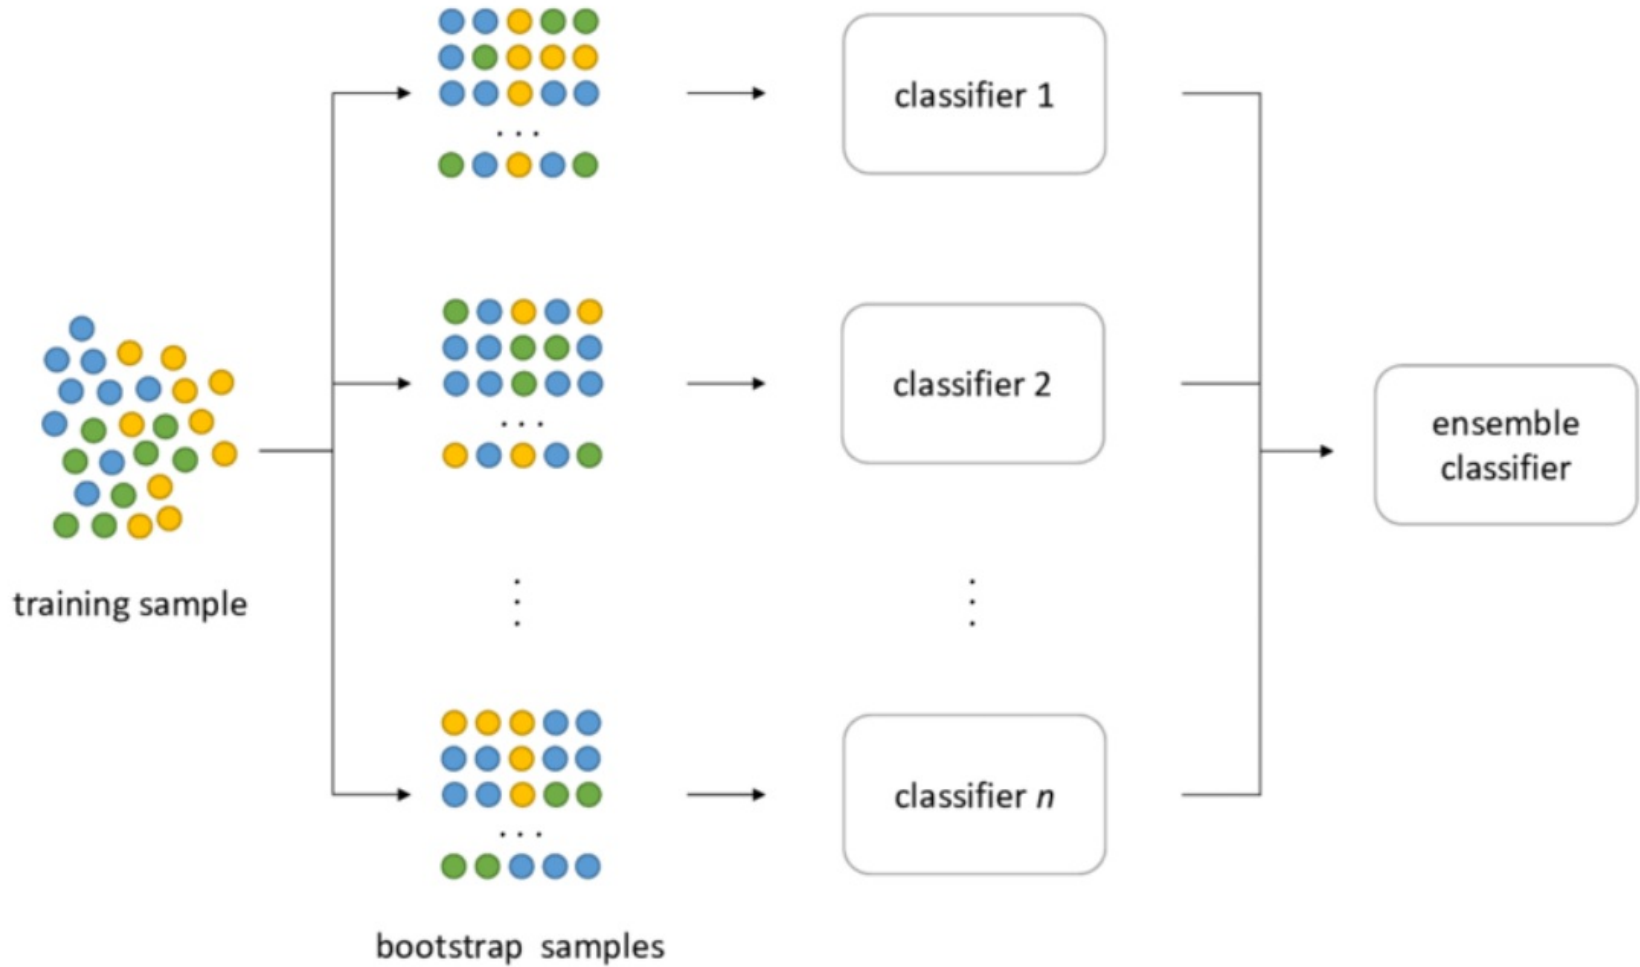 classifier 1
classifier 2
ensemble
classifier
training sample
classifier n
bootstrap samples